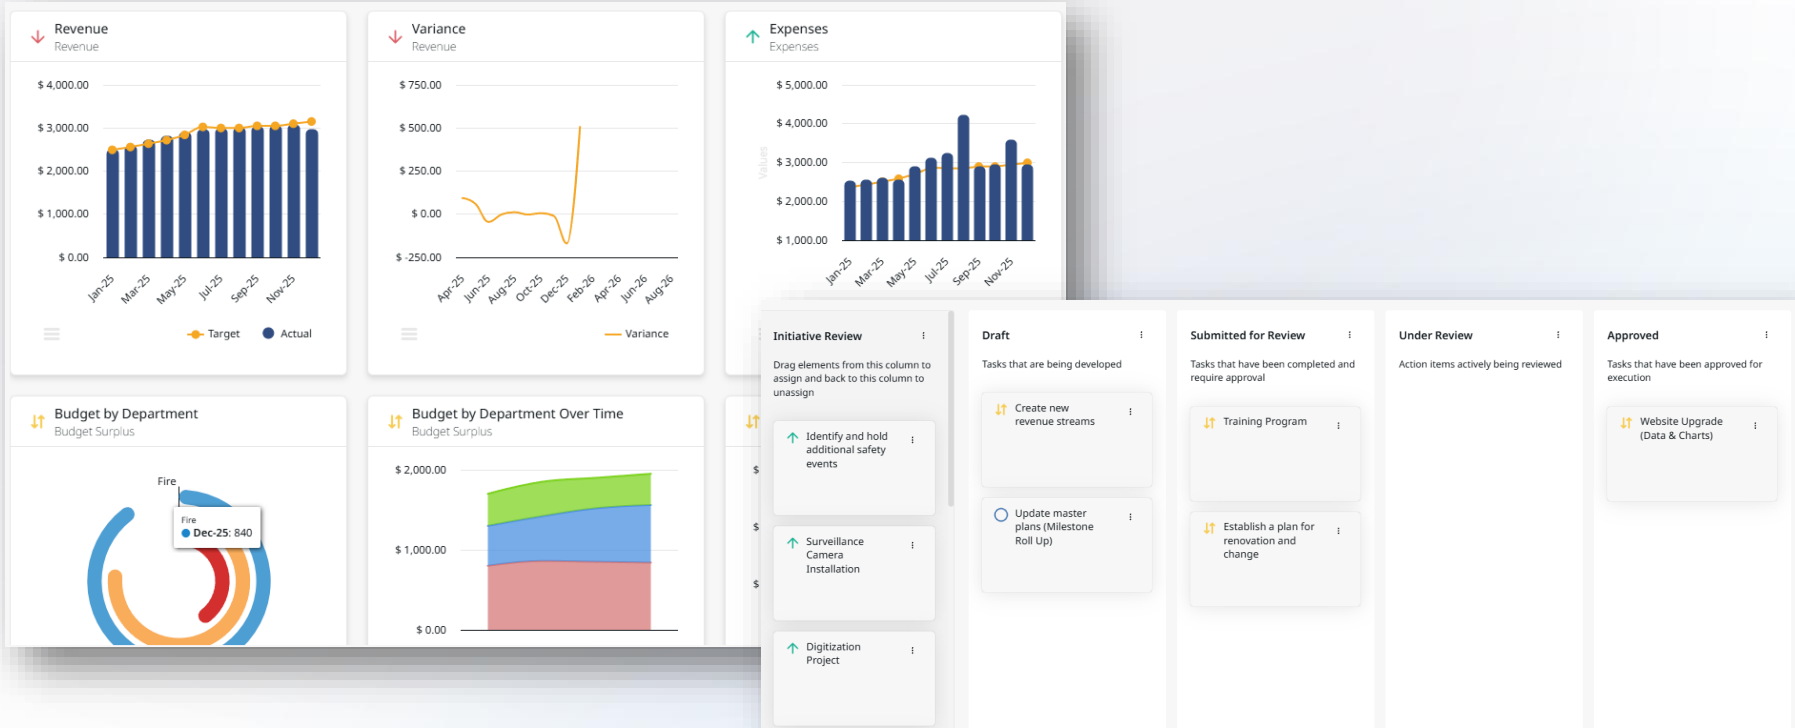 Revenue
Revenue
$ 4,000.00
$ 3,000.00
$ 2,000.00
$ 1,000.00
$ 0.00
Jan-25
Mar-25
May-25
Jul-25
Sep-25
Nov-25
Target
Actual
Variance
Revenue
$ 750.00
$ 500.00
$ 250.00
$ 0.00
$ -250.00
Apr-25
Jun-25
Aug-25
Oct-25
Dec-25
Feb-26
Apr-26
Jun-26
Aug-26
Variance
Expenses
Expenses
Values
$ 5,000.00
$ 4,000.00
$ 3,000.00
$ 2,000.00
$ 1,000.00
Jan-25
Mar-25
May-25
Jul-25
Sep-25
Nov-25
Budget by Department
Budget Surplus
Fire
Fire
Dec-25: 840
Budget by Department Over Time
Budget Surplus
$ 2,000.00
$ 1,000.00
$ 0.00
$
$
$
Initiative Review
Drag elements from this column to
assign and back to this column to
unassign
Identify and hold
additional safety
events
Surveillance
Camera
Installation
Digitization
Project
Draft
Tasks that are being developed
Create new
revenue streams
Update master
plans (Milestone
Roll Up)
Submitted for Review
Tasks that have been completed and
require approval
Training Program
Establish a plan for
renovation and
change
Under Review
Action items actively being reviewed
Approved
Tasks that have been approved for
execution
Website Upgrade
(Data & Charts)